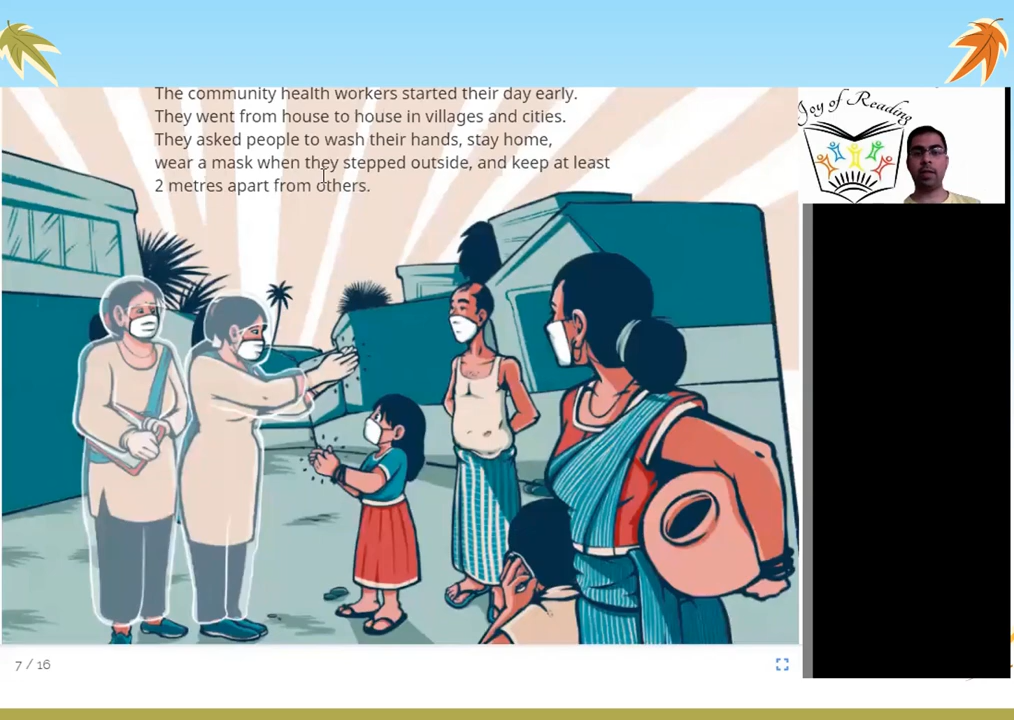 The community health workers started their day early.
They went from house to house in villages and cities.
They asked people to wash their hands, stay home,
wear a mask when they stepped outside, and keep at least
2 metres apart from others.
Joy of Reading
7 / 16